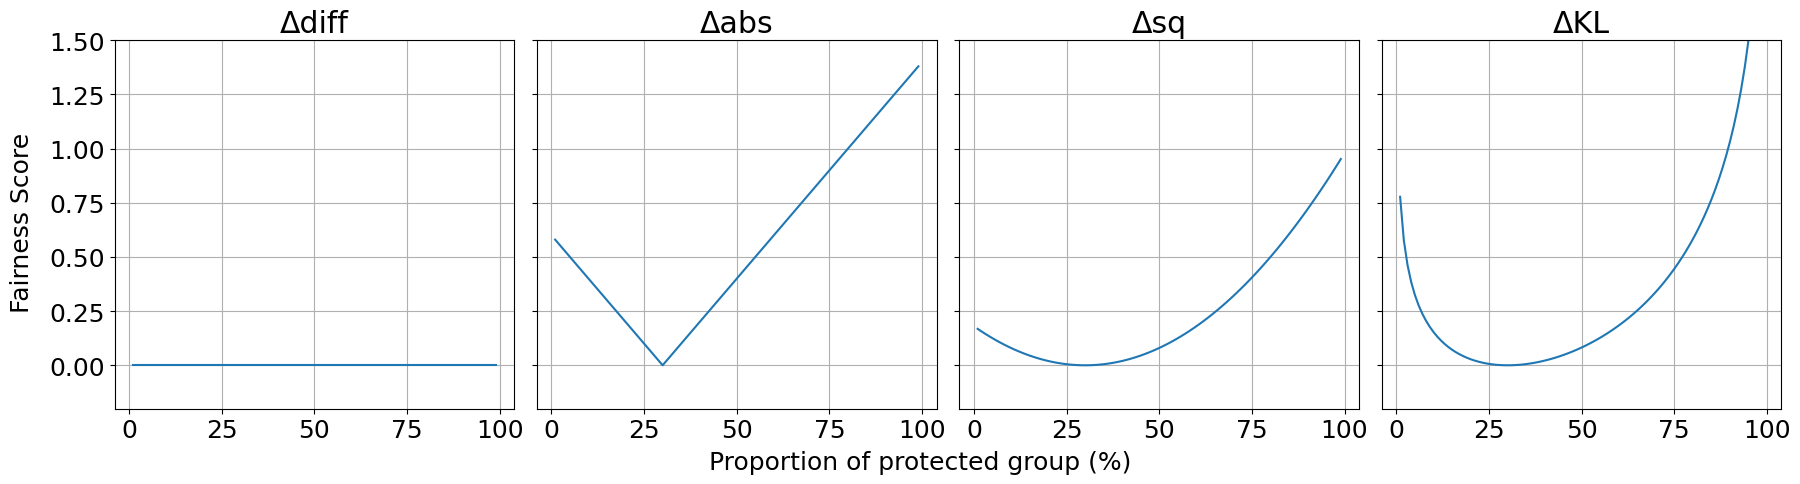 Δdiff Δabs Δsq ΔKL
Fairness Score
1.50
1.25
1.00
0.75
0.50
0.25
0.00
0 25 50 75 100 0 25 50 75 100 0 25 50 75 100 0 25 50 75 100
Proportion of protected group (%)